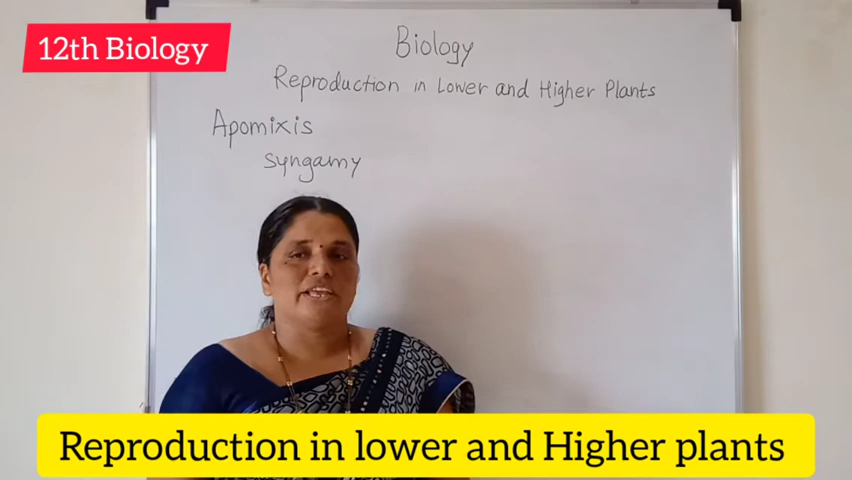 12th Biology
Biology
Reproduction in Lower and Higher Plants
Apomixis
Syngamy
Reproduction in lower and Higher plants